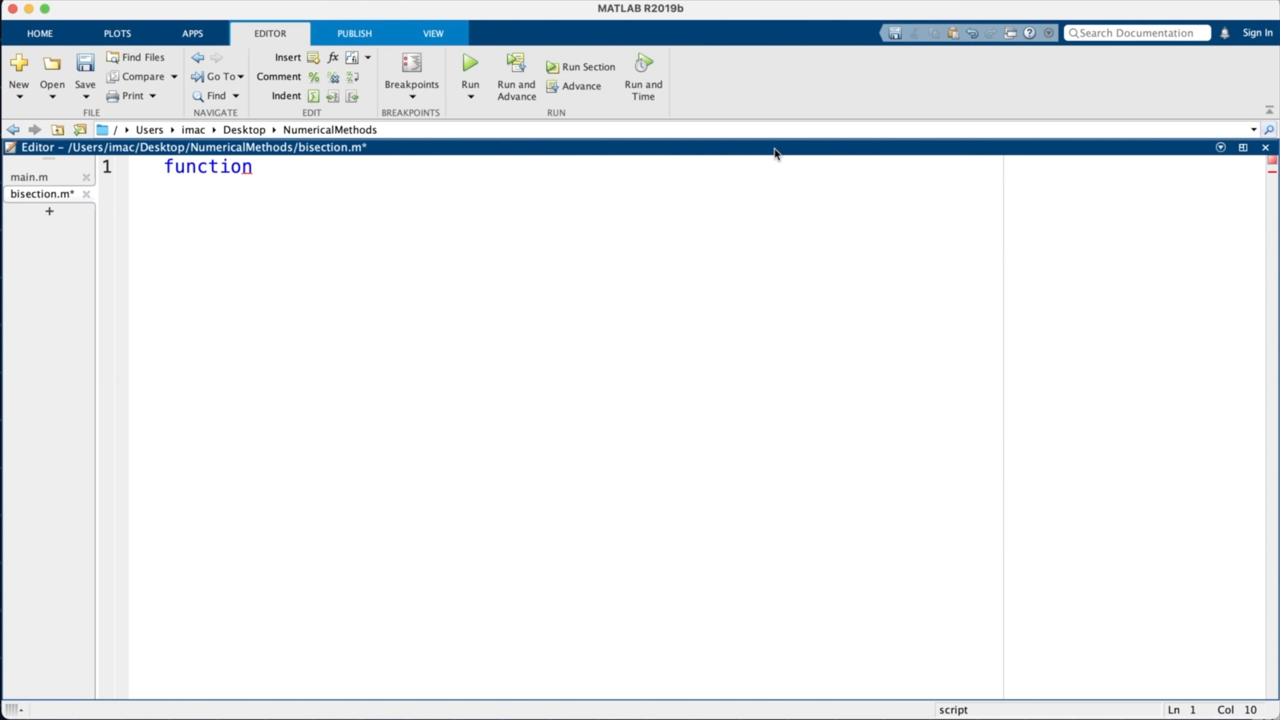 MATLAB R2019b
HOME PLOTS APPS EDITOR PUBLISH VIEW Search Documentation Sign In
New Open Save Find Files Compare Print
FILE
Go To Find
NAVIGATE
Insert fx
Comment %
Indent
EDIT
Breakpoints
BREAKPOINTS
Run Run and Advance Run Section Advance Run and Time
RUN
/ Users imac Desktop NumericalMethods
Editor – /Users/imac/Desktop/NumericalMethods/bisection.m*
main.m
bisection.m*
+
1 function
script Ln 1 Col 10